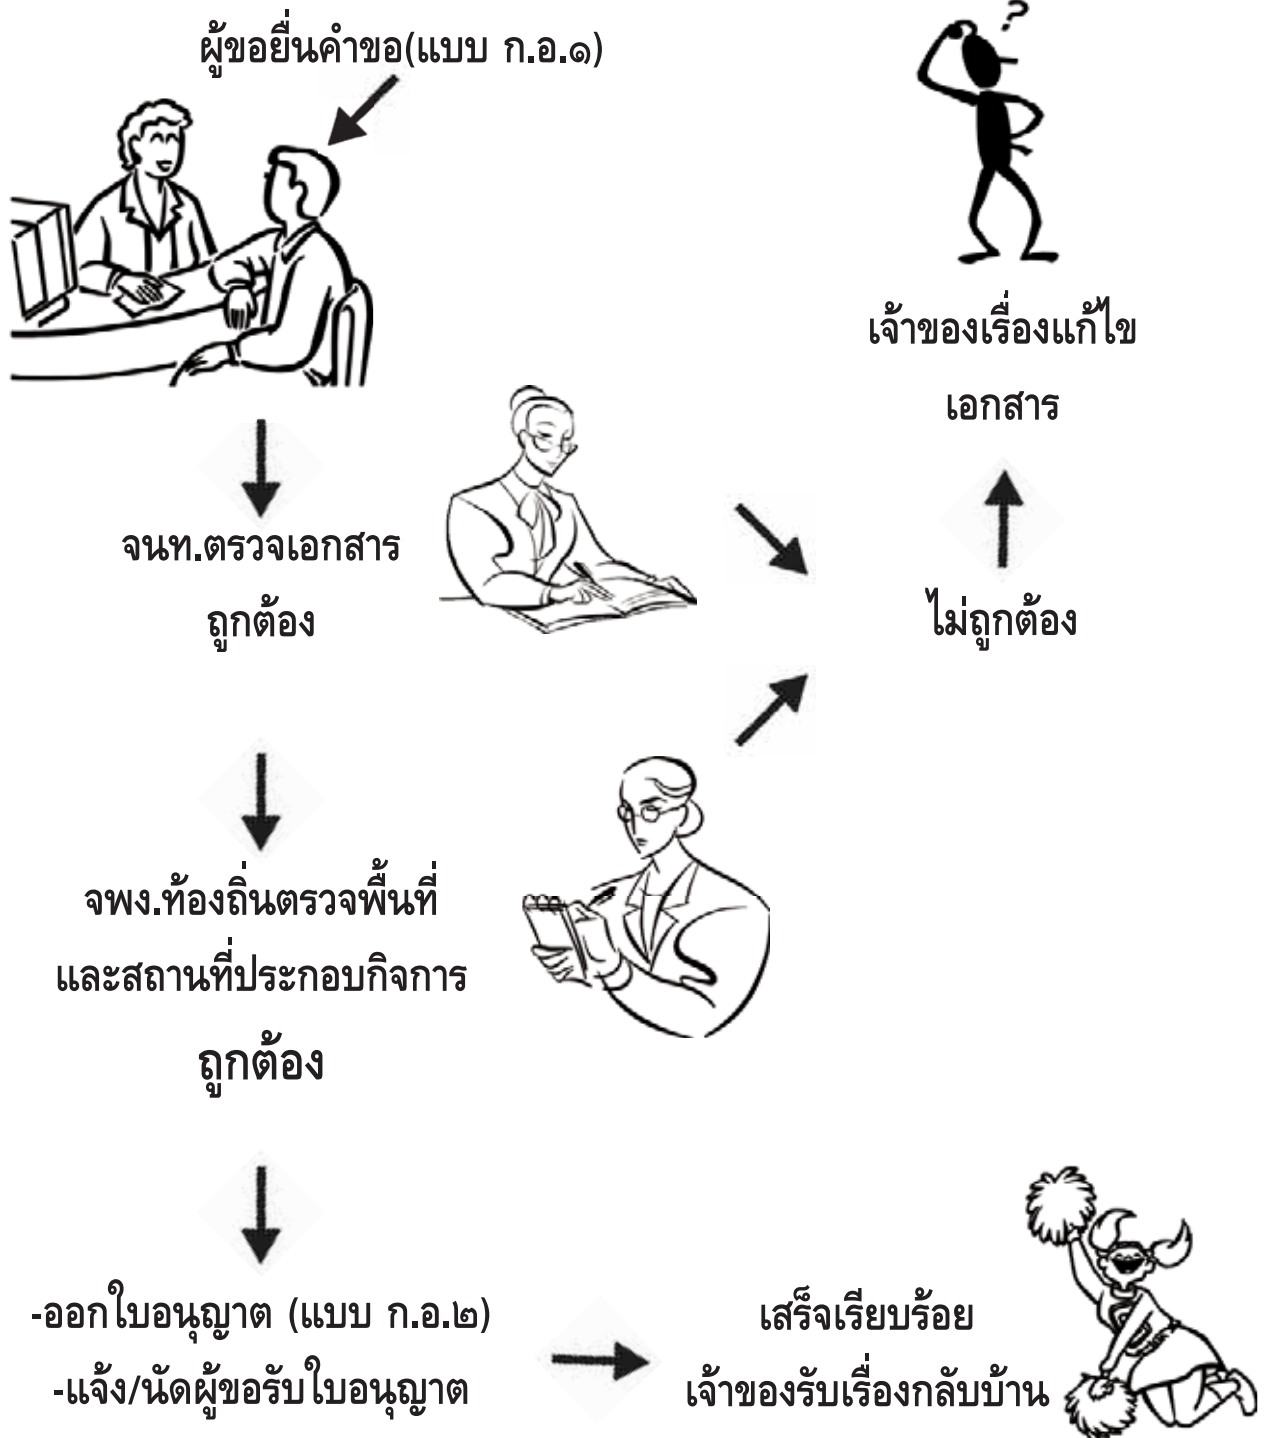 ผู้ขอยื่นคำขอ(แบบ ก.อ.๑)
?
เจ้าของเรื่องแก้ไข
เอกสาร
จนท.ตรวจเอกสาร
ถูกต้อง
ไม่ถูกต้อง
จพง.ท้องถิ่นตรวจพื้นที่
และสถานที่ประกอบกิจการ
ถูกต้อง
-ออกใบอนุญาต (แบบ ก.อ.๒)
-แจ้ง/นัดผู้ขอรับใบอนุญาต
เสร็จเรียบร้อย
เจ้าของรับเรื่องกลับบ้าน